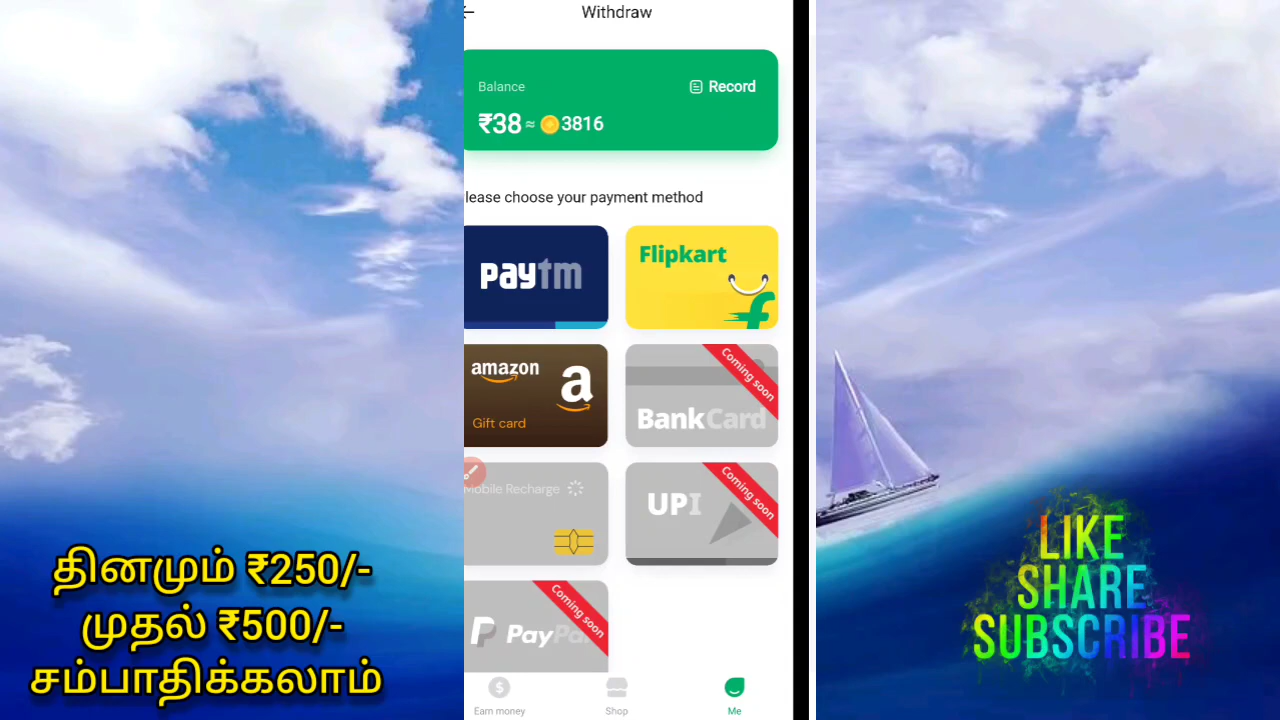 Withdraw
Balance
Record
₹38 ≈ 3816
lease choose your payment method
paytm
Flipkart
amazon
a
Gift card
Coming soon
BankCard
Mobile Recharge
Coming soon
UPI
Coming soon
PayPal
Earn money
Shop
Me
தினமும் ₹250/-
முதல் ₹500/-
சம்பாதிக்கலாம்
LIKE
SHARE
SUBSCRIBE